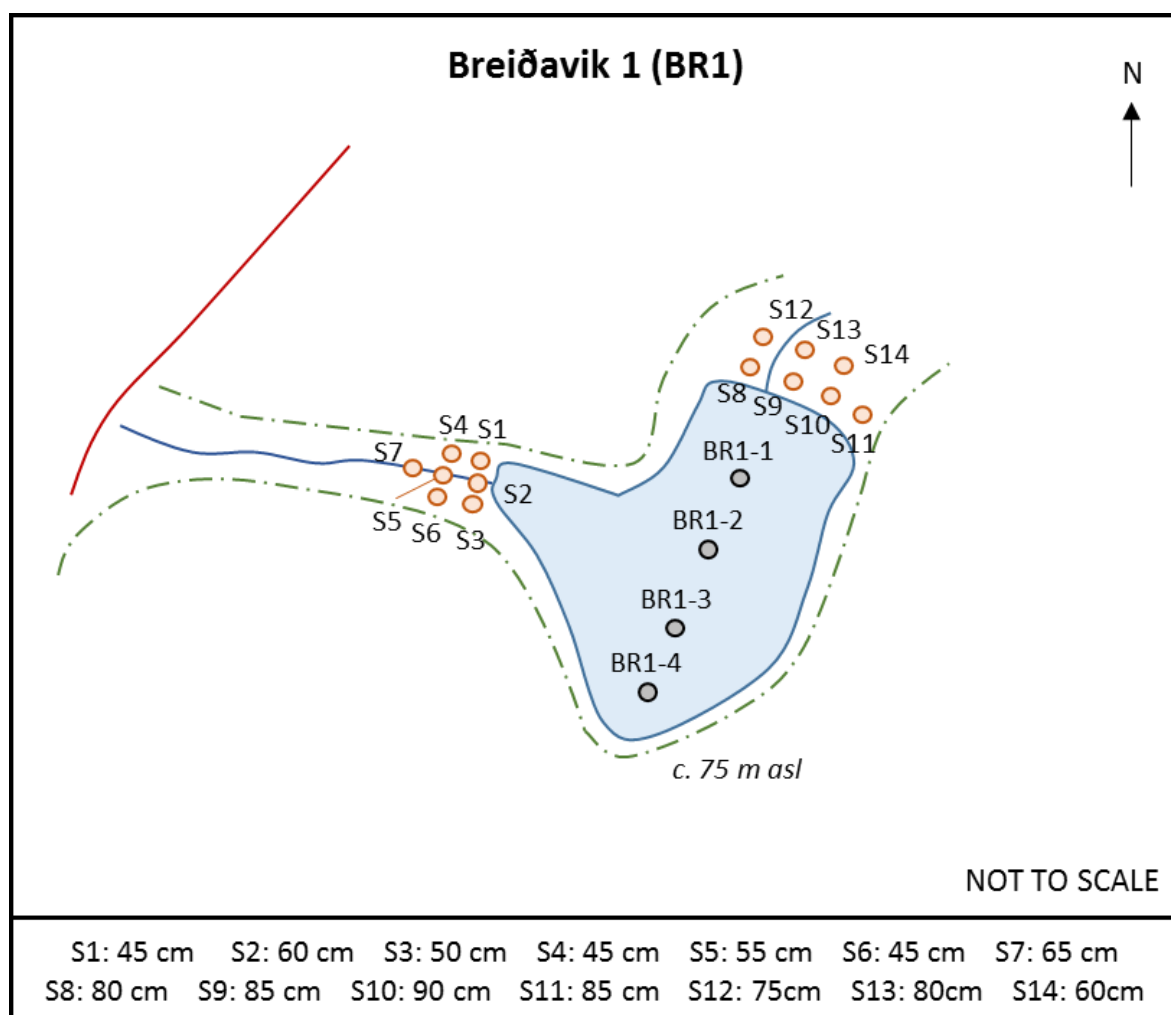 Breiðavik 1 (BR1)
N
S12
S13
S14
S4
S1
S8
S9
S10
S7
S11
BR1-1
S2
S5
S6
S3
BR1-2
BR1-3
BR1-4
c. 75 m asl
NOT TO SCALE
S1: 45 cm S2: 60 cm S3: 50 cm S4: 45 cm S5: 55 cm S6: 45 cm S7: 65 cm
S8: 80 cm S9: 85 cm S10: 90 cm S11: 85 cm S12: 75cm S13: 80cm S14: 60cm